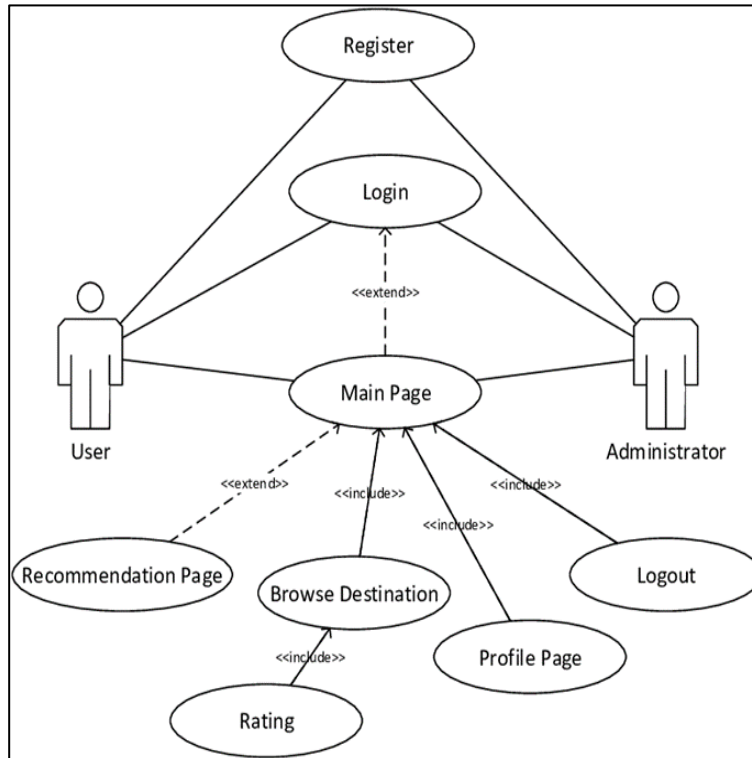 Register
Login
<<extend>>
Main Page
User
Administrator
<<extend>>
<<include>>
<<include>>
<<include>>
Recommendation Page
Browse Destination
Logout
<<include>>
Profile Page
Rating